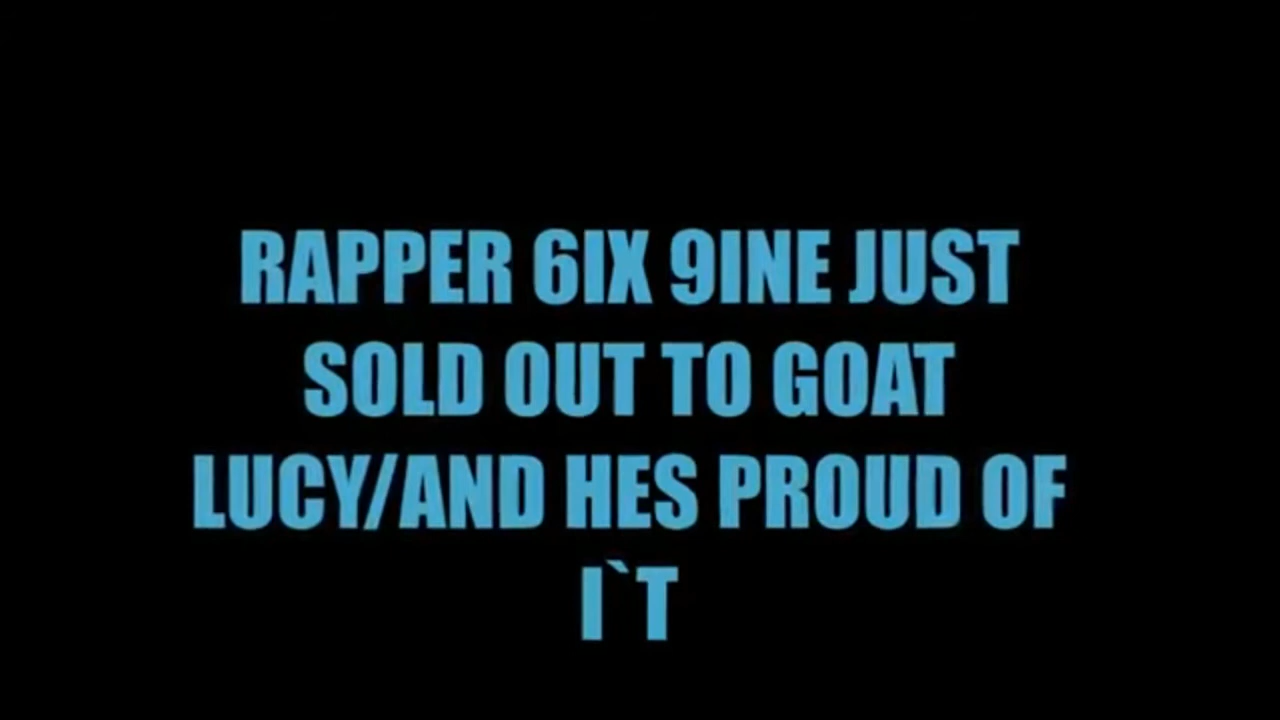 RAPPER 6IX 9INE JUST
SOLD OUT TO GOAT
LUCY/AND HES PROUD OF
I`T